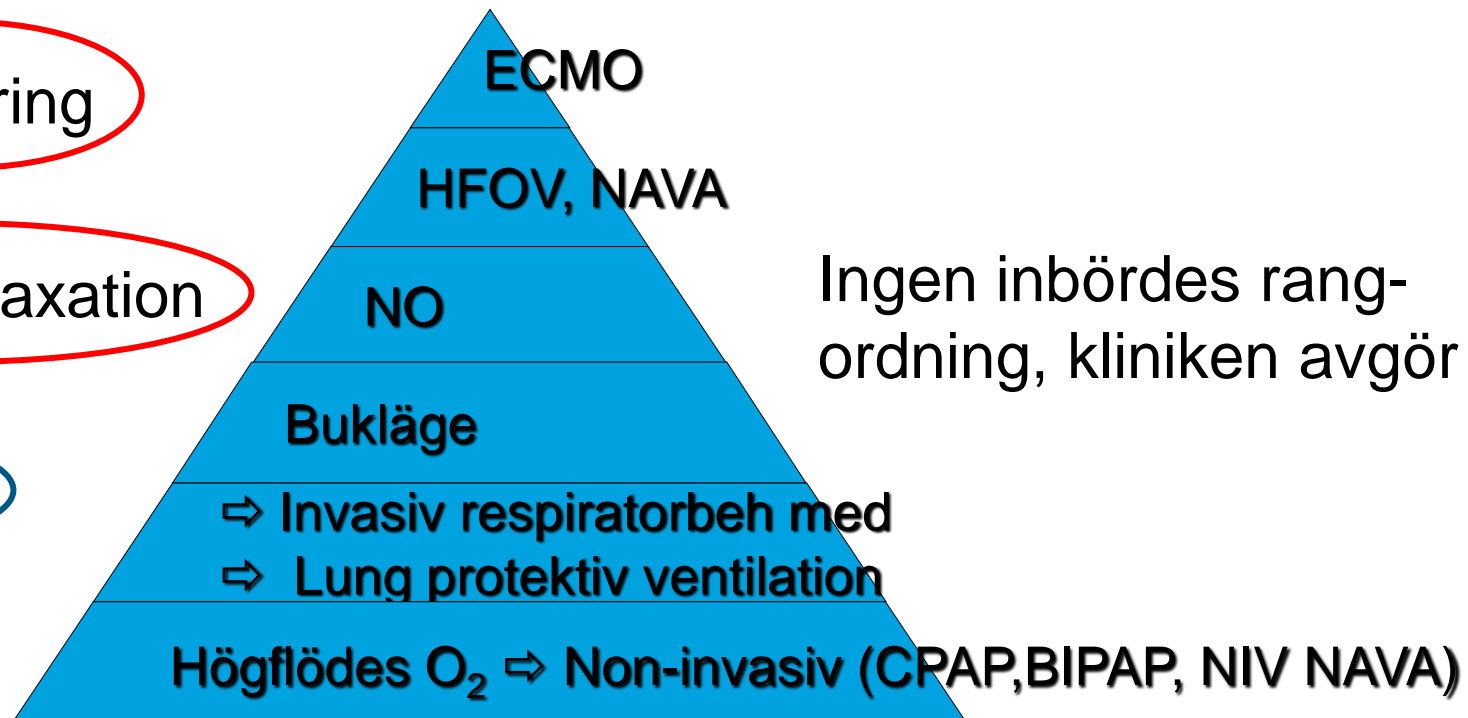 ECMO
ring
HFOV, NAVA
axation
NO
Ingen inbördes rang-
ordning, kliniken avgör
Bukläge
⇨ Invasiv respiratorbeh med
⇨ Lung protektiv ventilation
Högflödes O₂ ⇨ Non-invasiv (CPAP,BIPAP, NIV NAVA)